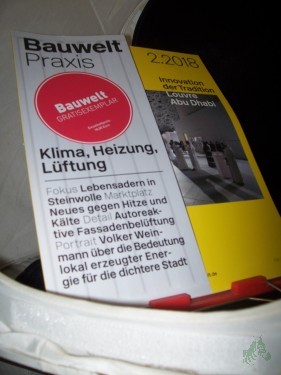 Bauwelt
Praxis
Bauwelt
GRATISEXEMPLAR
Klima, Heizung,
Lüftung
Fokus Lebensadern in
Steinwolle Marktplatz
Neues gegen Hitze und
Kälte Detail Autoreak-
tive Fassadenbelüftung
Portrait Volker Wein-
mann über die Bedeutung
lokal erzeugter Ener-
gie für die dichtere Stadt
2.2018
Innovation
der Tradition
Louvre
Abu Dhabi